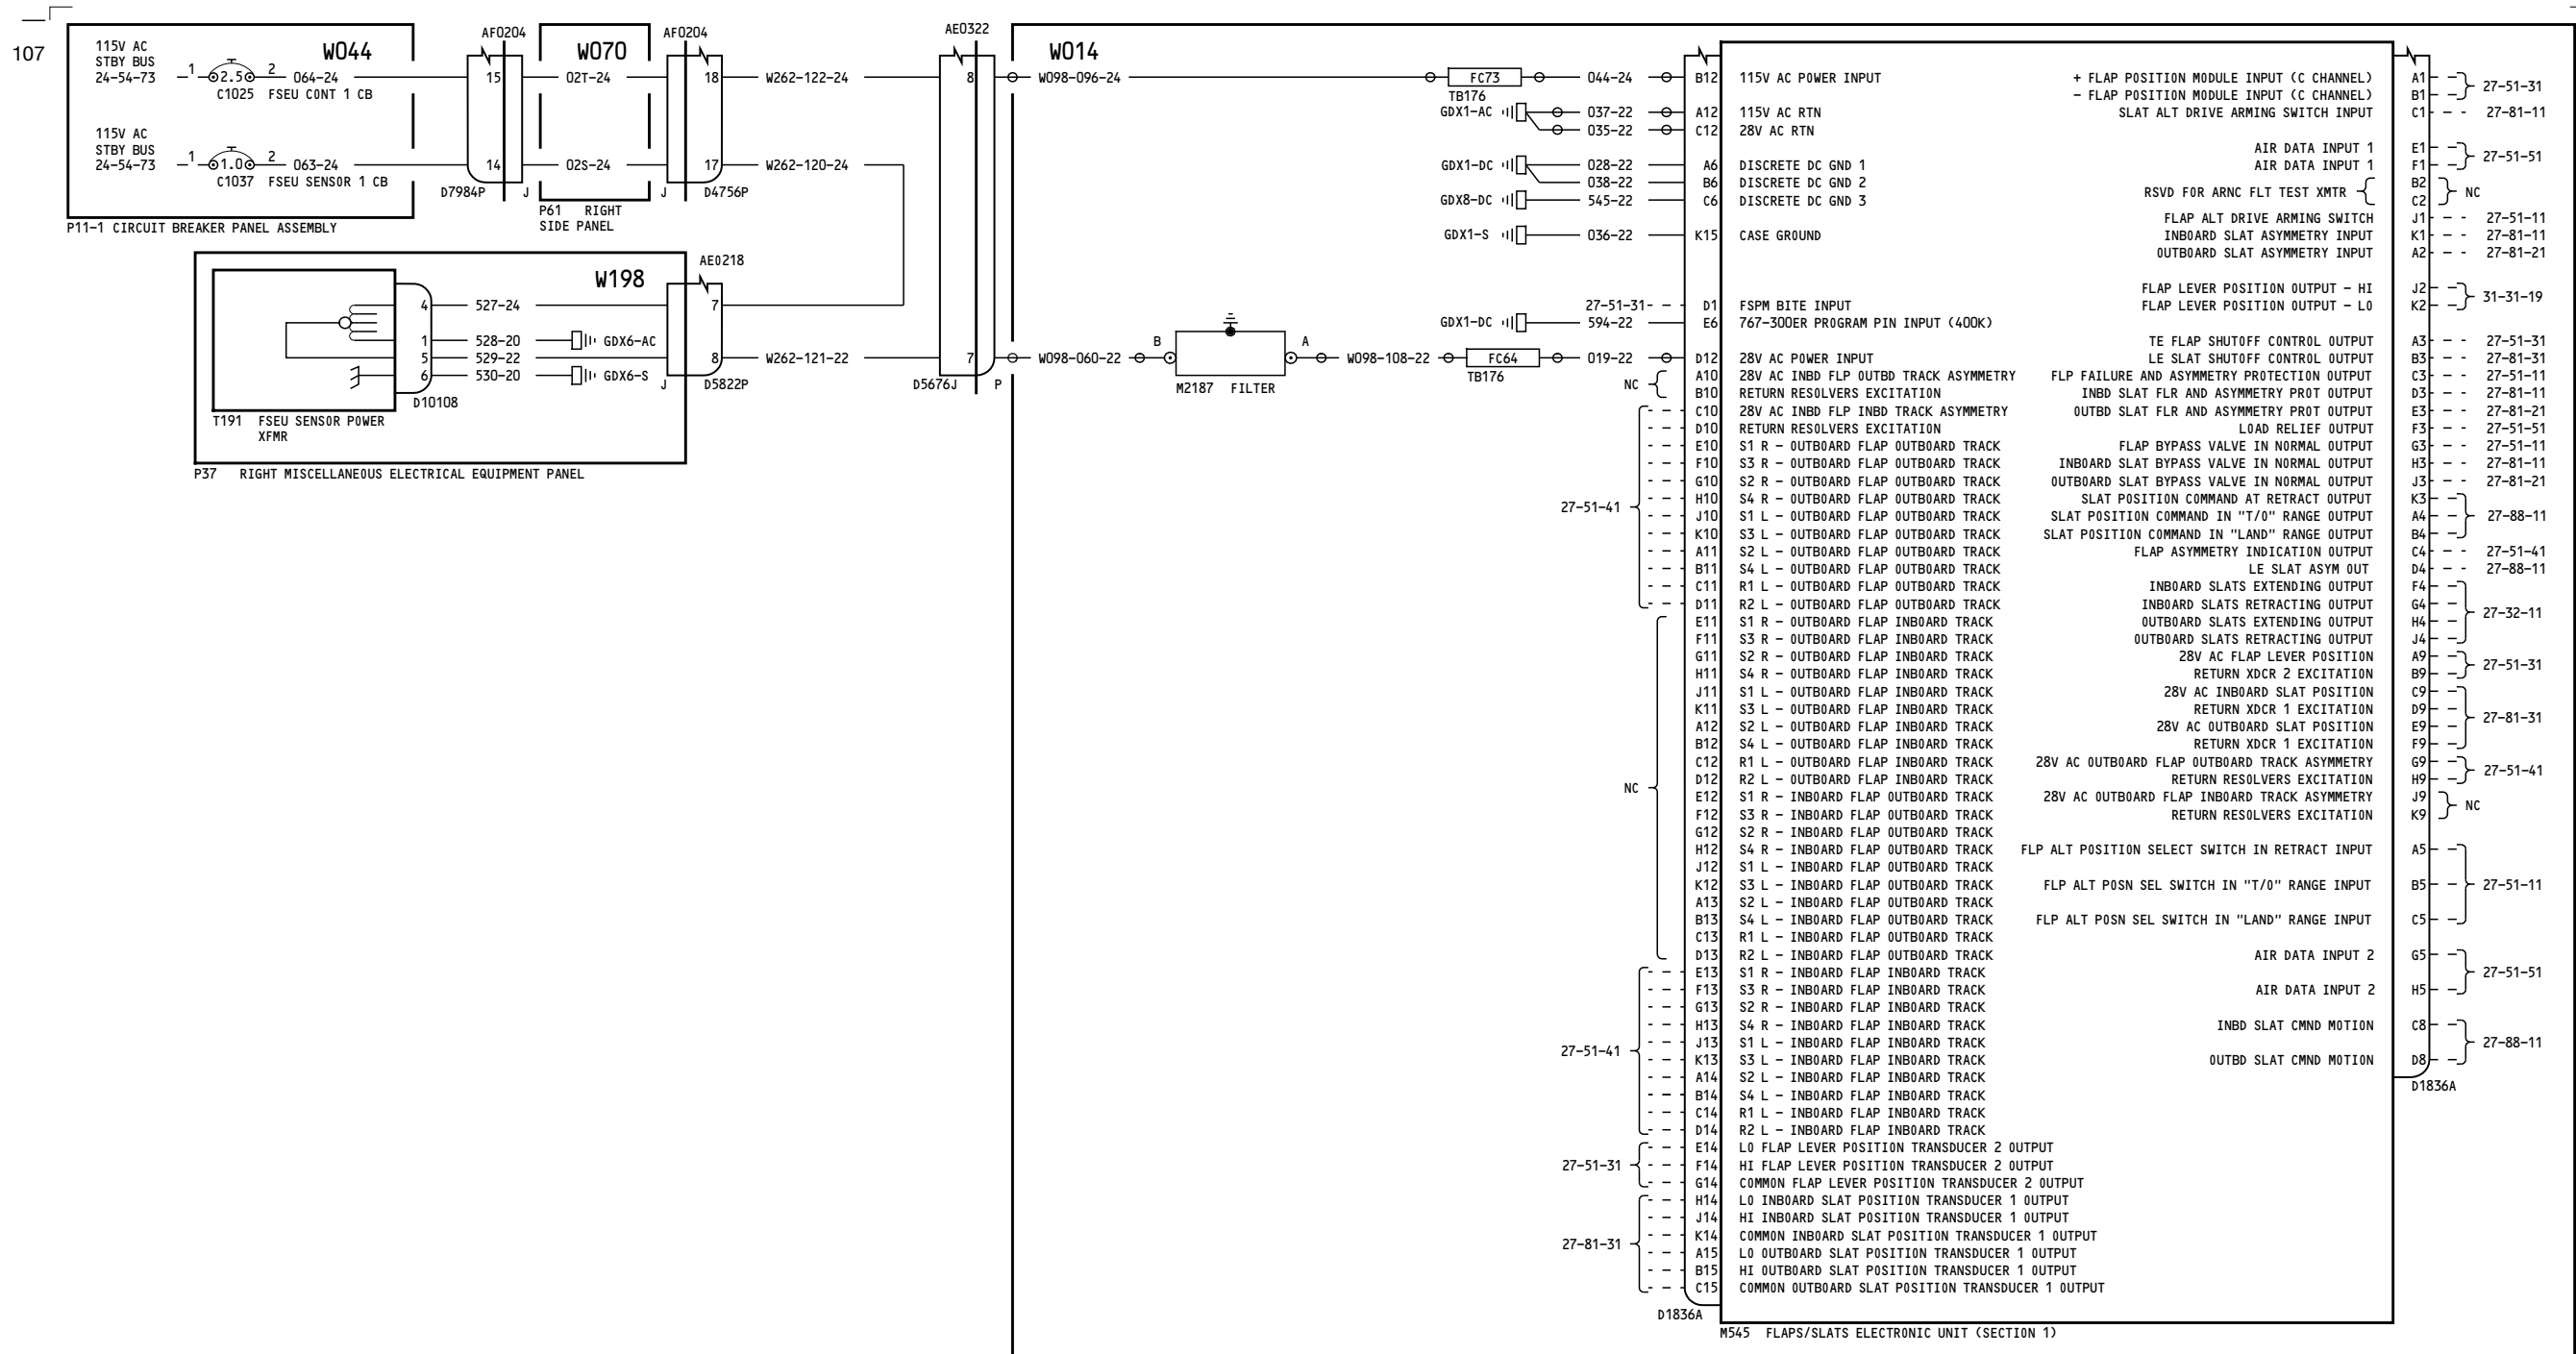 107
W044
115V AC
STBY BUS
24-54-73
1
2.5
2
064-24
C1025 FSEU CONT 1 CB
115V AC
STBY BUS
24-54-73
1
1.0
2
063-24
C1037 FSEU SENSOR 1 CB
P11-1 CIRCUIT BREAKER PANEL ASSEMBLY
AF0204
15
14
D7984P
J
W070
02T-24
02S-24
P61 RIGHT
SIDE PANEL
AF0204
18
17
J
D4756P
W262-122-24
W262-120-24
W198
4
527-24
1
528-20
GDX6-AC
5
529-22
6
530-20
GDX6-S
D10108
T191 FSEU SENSOR POWER
XFMR
P37 RIGHT MISCELLANEOUS ELECTRICAL EQUIPMENT PANEL
AE0218
7
8
J
D5822P
W262-121-22
AE0322
8
7
D5676J
P
W014
W098-096-24
W098-060-22
B
A
M2187 FILTER
W098-108-22
FC73
TB176
044-24
GDX1-AC
037-22
035-22
GDX1-DC
028-22
038-22
GDX8-DC
545-22
GDX1-S
036-22
27-51-31
GDX1-DC
594-22
FC64
TB176
019-22
NC
27-51-41
NC
27-51-41
27-51-31
27-81-31
B12 115V AC POWER INPUT
A12 115V AC RTN
C12 28V AC RTN
A6 DISCRETE DC GND 1
B6 DISCRETE DC GND 2
C6 DISCRETE DC GND 3
K15 CASE GROUND
D1 FSPM BITE INPUT
E6 767-300ER PROGRAM PIN INPUT (400K)
D12 28V AC POWER INPUT
A10 28V AC INBD FLP OUTBD TRACK ASYMMETRY
B10 RETURN RESOLVERS EXCITATION
C10 28V AC INBD FLP INBD TRACK ASYMMETRY
D10 RETURN RESOLVERS EXCITATION
E10 S1 R - OUTBOARD FLAP OUTBOARD TRACK
F10 S3 R - OUTBOARD FLAP OUTBOARD TRACK
G10 S2 R - OUTBOARD FLAP OUTBOARD TRACK
H10 S4 R - OUTBOARD FLAP OUTBOARD TRACK
J10 S1 L - OUTBOARD FLAP OUTBOARD TRACK
K10 S3 L - OUTBOARD FLAP OUTBOARD TRACK
A11 S2 L - OUTBOARD FLAP OUTBOARD TRACK
B11 S4 L - OUTBOARD FLAP OUTBOARD TRACK
C11 R1 L - OUTBOARD FLAP OUTBOARD TRACK
D11 R2 L - OUTBOARD FLAP OUTBOARD TRACK
E11 S1 R - OUTBOARD FLAP INBOARD TRACK
F11 S3 R - OUTBOARD FLAP INBOARD TRACK
G11 S2 R - OUTBOARD FLAP INBOARD TRACK
H11 S4 R - OUTBOARD FLAP INBOARD TRACK
J11 S1 L - OUTBOARD FLAP INBOARD TRACK
K11 S3 L - OUTBOARD FLAP INBOARD TRACK
A12 S2 L - OUTBOARD FLAP INBOARD TRACK
B12 S4 L - OUTBOARD FLAP INBOARD TRACK
C12 R1 L - OUTBOARD FLAP INBOARD TRACK
D12 R2 L - OUTBOARD FLAP INBOARD TRACK
E12 S1 R - INBOARD FLAP OUTBOARD TRACK
F12 S3 R - INBOARD FLAP OUTBOARD TRACK
G12 S2 R - INBOARD FLAP OUTBOARD TRACK
H12 S4 R - INBOARD FLAP OUTBOARD TRACK
J12 S1 L - INBOARD FLAP OUTBOARD TRACK
K12 S3 L - INBOARD FLAP OUTBOARD TRACK
A13 S2 L - INBOARD FLAP OUTBOARD TRACK
B13 S4 L - INBOARD FLAP OUTBOARD TRACK
C13 R1 L - INBOARD FLAP OUTBOARD TRACK
D13 R2 L - INBOARD FLAP OUTBOARD TRACK
E13 S1 R - INBOARD FLAP INBOARD TRACK
F13 S3 R - INBOARD FLAP INBOARD TRACK
G13 S2 R - INBOARD FLAP INBOARD TRACK
H13 S4 R - INBOARD FLAP INBOARD TRACK
J13 S1 L - INBOARD FLAP INBOARD TRACK
K13 S3 L - INBOARD FLAP INBOARD TRACK
A14 S2 L - INBOARD FLAP INBOARD TRACK
B14 S4 L - INBOARD FLAP INBOARD TRACK
C14 R1 L - INBOARD FLAP INBOARD TRACK
D14 R2 L - INBOARD FLAP INBOARD TRACK
E14 LO FLAP LEVER POSITION TRANSDUCER 2 OUTPUT
F14 HI FLAP LEVER POSITION TRANSDUCER 2 OUTPUT
G14 COMMON FLAP LEVER POSITION TRANSDUCER 2 OUTPUT
H14 LO INBOARD SLAT POSITION TRANSDUCER 1 OUTPUT
J14 HI INBOARD SLAT POSITION TRANSDUCER 1 OUTPUT
K14 COMMON INBOARD SLAT POSITION TRANSDUCER 1 OUTPUT
A15 LO OUTBOARD SLAT POSITION TRANSDUCER 1 OUTPUT
B15 HI OUTBOARD SLAT POSITION TRANSDUCER 1 OUTPUT
C15 COMMON OUTBOARD SLAT POSITION TRANSDUCER 1 OUTPUT
D1836A
M545 FLAPS/SLATS ELECTRONIC UNIT (SECTION 1)
+ FLAP POSITION MODULE INPUT (C CHANNEL) A1
- FLAP POSITION MODULE INPUT (C CHANNEL) B1
27-51-31
SLAT ALT DRIVE ARMING SWITCH INPUT C1 27-81-11
AIR DATA INPUT 1 E1
AIR DATA INPUT 1 F1
27-51-51
RSVD FOR ARNC FLT TEST XMTR
B2
C2
NC
FLAP ALT DRIVE ARMING SWITCH J1 27-51-11
INBOARD SLAT ASYMMETRY INPUT K1 27-81-11
OUTBOARD SLAT ASYMMETRY INPUT A2 27-81-21
FLAP LEVER POSITION OUTPUT - HI J2
FLAP LEVER POSITION OUTPUT - LO K2
31-31-19
TE FLAP SHUTOFF CONTROL OUTPUT A3 27-51-31
LE SLAT SHUTOFF CONTROL OUTPUT B3 27-81-31
FLP FAILURE AND ASYMMETRY PROTECTION OUTPUT C3 27-51-11
INBD SLAT FLR AND ASYMMETRY PROT OUTPUT D3 27-81-11
OUTBD SLAT FLR AND ASYMMETRY PROT OUTPUT E3 27-81-21
LOAD RELIEF OUTPUT F3 27-51-51
FLAP BYPASS VALVE IN NORMAL OUTPUT G3 27-51-11
INBOARD SLAT BYPASS VALVE IN NORMAL OUTPUT H3 27-81-11
OUTBOARD SLAT BYPASS VALVE IN NORMAL OUTPUT J3 27-81-21
SLAT POSITION COMMAND AT RETRACT OUTPUT K3
SLAT POSITION COMMAND IN "T/O" RANGE OUTPUT A4 27-88-11
SLAT POSITION COMMAND IN "LAND" RANGE OUTPUT B4
FLAP ASYMMETRY INDICATION OUTPUT C4 27-51-41
LE SLAT ASYM OUT D4 27-88-11
INBOARD SLATS EXTENDING OUTPUT F4
INBOARD SLATS RETRACTING OUTPUT G4
27-32-11
OUTBOARD SLATS EXTENDING OUTPUT H4
OUTBOARD SLATS RETRACTING OUTPUT J4
28V AC FLAP LEVER POSITION A9
RETURN XDCR 2 EXCITATION B9
27-51-31
28V AC INBOARD SLAT POSITION C9
RETURN XDCR 1 EXCITATION D9
27-81-31
28V AC OUTBOARD SLAT POSITION E9
RETURN XDCR 1 EXCITATION F9
28V AC OUTBOARD FLAP OUTBOARD TRACK ASYMMETRY G9
RETURN RESOLVERS EXCITATION H9
27-51-41
28V AC OUTBOARD FLAP INBOARD TRACK ASYMMETRY J9
RETURN RESOLVERS EXCITATION K9
NC
FLP ALT POSITION SELECT SWITCH IN RETRACT INPUT A5
FLP ALT POSN SEL SWITCH IN "T/O" RANGE INPUT B5 27-51-11
FLP ALT POSN SEL SWITCH IN "LAND" RANGE INPUT C5
AIR DATA INPUT 2 G5
27-51-51
AIR DATA INPUT 2 H5
INBD SLAT CMND MOTION C8
27-88-11
OUTBD SLAT CMND MOTION D8
D1836A